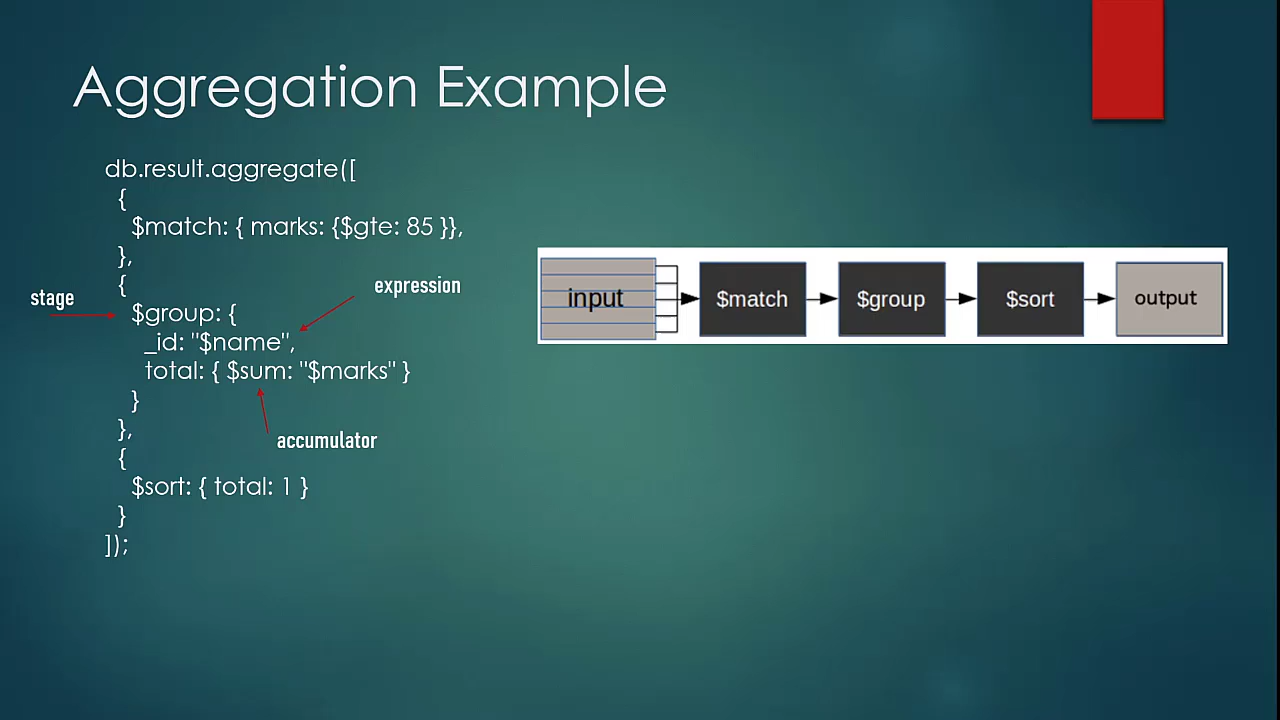 Aggregation Example
db.result.aggregate([
{
$match: { marks: {$gte: 85 }},
},
{
expression
stage
$group: {
_id: "$name",
total: { $sum: "$marks" }
}
},
accumulator
{
$sort: { total: 1 }
}
]);
input
$match
$group
$sort
output